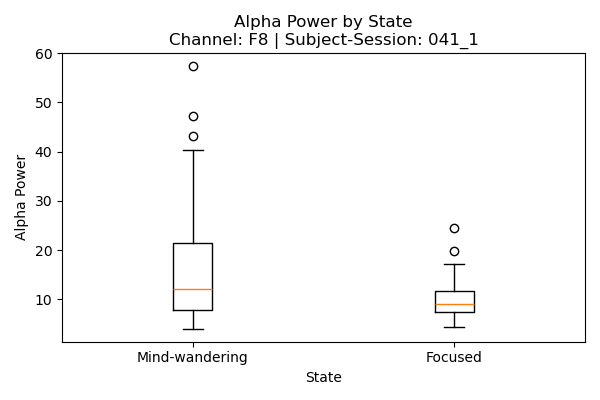 Alpha Power by State
Channel: F8 | Subject-Session: 041_1
60
50
40
30
20
10
Alpha Power
Mind-wandering
Focused
State